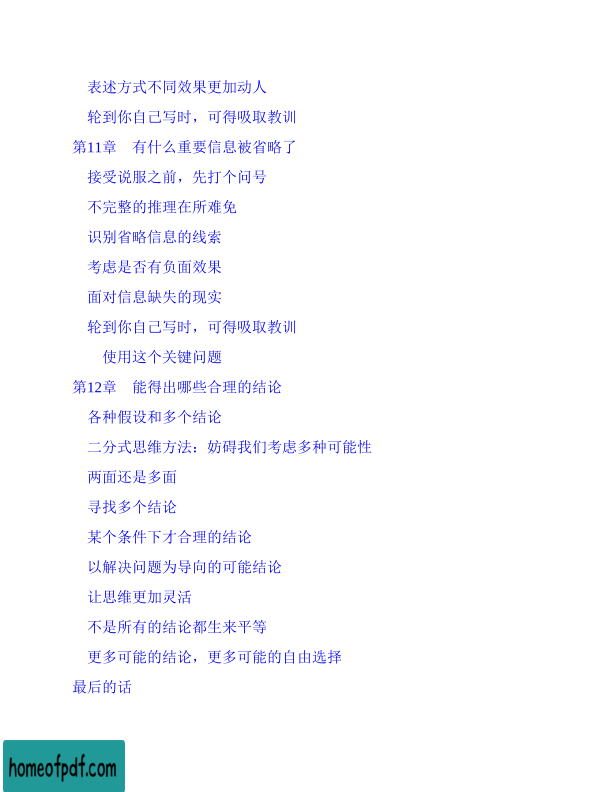 表述方式不同效果更加动人
轮到你自己写时，可得吸取教训
第11章　有什么重要信息被省略了
接受说服之前，先打个问号
不完整的推理在所难免
识别省略信息的线索
考虑是否有负面效果
面对信息缺失的现实
轮到你自己写时，可得吸取教训
使用这个关键问题
第12章　能得出哪些合理的结论
各种假设和多个结论
二分式思维方法：妨碍我们考虑多种可能性
两面还是多面
寻找多个结论
某个条件下才合理的结论
以解决问题为导向的可能结论
让思维更加灵活
不是所有的结论都生来平等
更多可能的结论，更多可能的自由选择
最后的话
homeofpdf.com